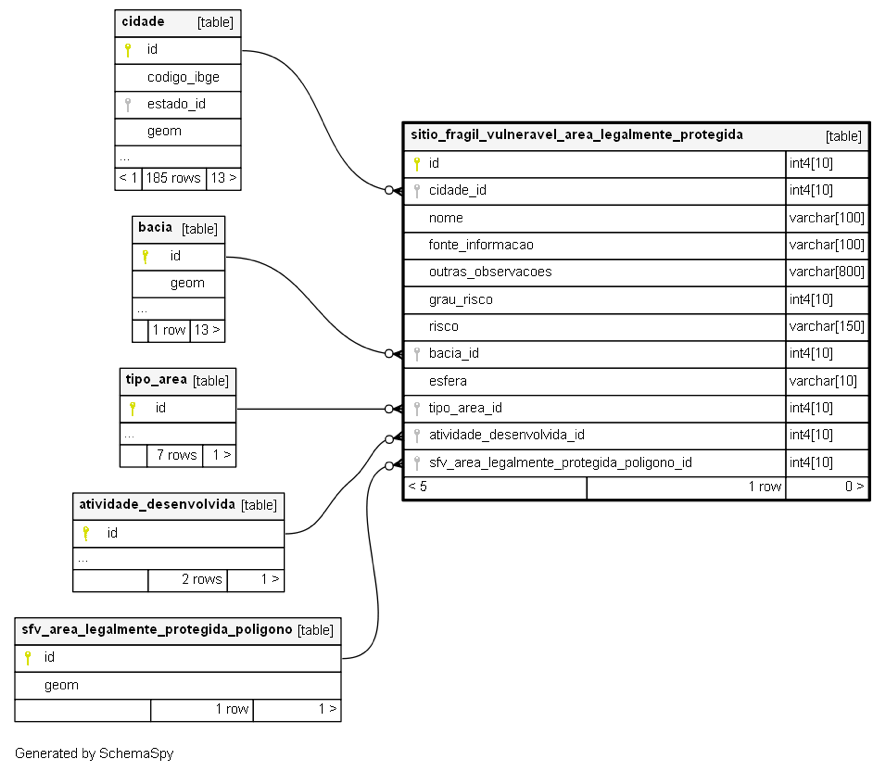 cidade [table]
id
codigo_ibge
estado_id
geom
...
< 1 185 rows 13 >
bacia [table]
id
geom
...
1 row 13 >
tipo_area [table]
id
...
7 rows 1 >
atividade_desenvolvida [table]
id
...
2 rows 1 >
sfv_area_legalmente_protegida_poligono [table]
id
geom
1 row 1 >
sitio_fragil_vulneravel_area_legalmente_protegida [table]
id int4[10]
cidade_id int4[10]
nome varchar[100]
fonte_informacao varchar[100]
outras_observacoes varchar[800]
grau_risco int4[10]
risco varchar[150]
bacia_id int4[10]
esfera varchar[10]
tipo_area_id int4[10]
atividade_desenvolvida_id int4[10]
sfv_area_legalmente_protegida_poligono_id int4[10]
< 5 1 row 0 >
Generated by SchemaSpy